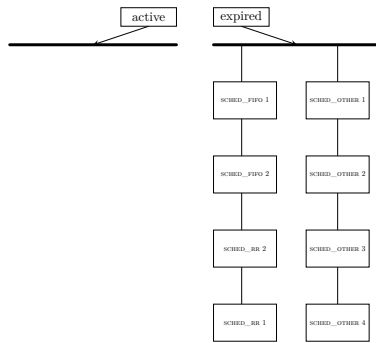 active
expired
SCHED_FIFO 1
SCHED_OTHER 1
SCHED_FIFO 2
SCHED_OTHER 2
SCHED_RR 2
SCHED_OTHER 3
SCHED_RR 1
SCHED_OTHER 4